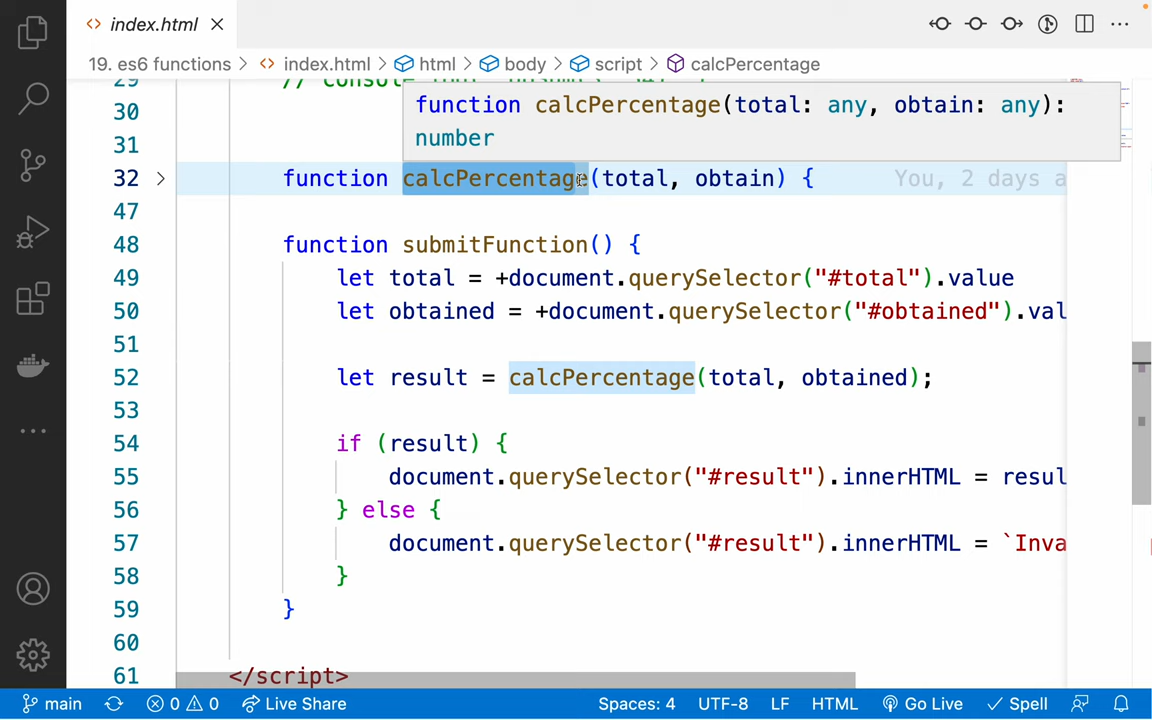 index.html
19. es6 functions > index.html > html > body > script > calcPercentage
29 // console
30
31
function calcPercentage(total: any, obtain: any):
number
32 function calcPercentage(total, obtain) { You, 2 days a
47
48 function submitFunction() {
49 let total = +document.querySelector("#total").value
50 let obtained = +document.querySelector("#obtained").val
51
52 let result = calcPercentage(total, obtained);
53
54 if (result) {
55 document.querySelector("#result").innerHTML = resul
56 } else {
57 document.querySelector("#result").innerHTML = `Inva
58 }
59 }
60
61 </script>
main 0 0 Live Share Spaces: 4 UTF-8 LF HTML Go Live Spell